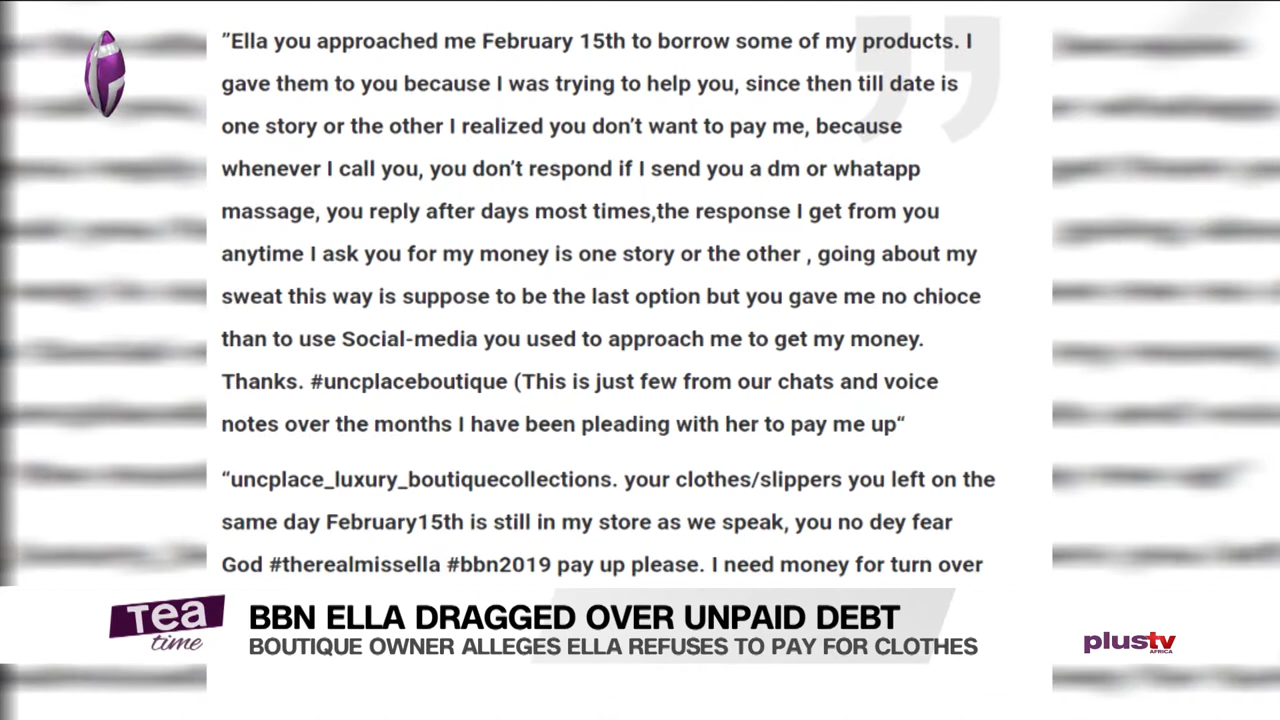 ”Ella you approached me February 15th to borrow some of my products. I
gave them to you because I was trying to help you, since then till date is
one story or the other I realized you don’t want to pay me, because
whenever I call you, you don’t respond if I send you a dm or whatapp
massage, you reply after days most times,the response I get from you
anytime I ask you for my money is one story or the other , going about my
sweat this way is suppose to be the last option but you gave me no chioce
than to use Social-media you used to approach me to get my money.
Thanks. #uncplaceboutique (This is just few from our chats and voice
notes over the months I have been pleading with her to pay me up“
“uncplace_luxury_boutiquecollections. your clothes/slippers you left on the
same day February15th is still in my store as we speak, you no dey fear
God #therealmissella #bbn2019 pay up please. I need money for turn over
Tea
time
BBN ELLA DRAGGED OVER UNPAID DEBT
BOUTIQUE OWNER ALLEGES ELLA REFUSES TO PAY FOR CLOTHES
plustv
AFRICA